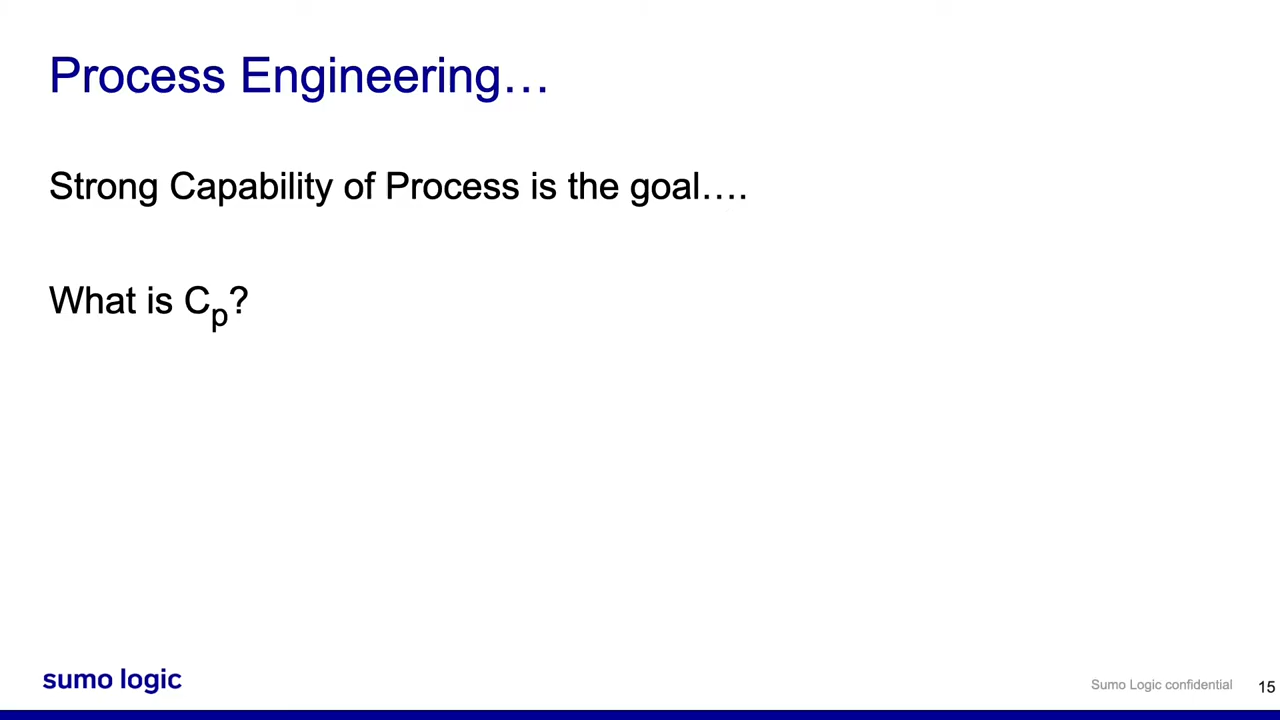 Process Engineering…
Strong Capability of Process is the goal….
What is Cp?
sumo logic
Sumo Logic confidential
15